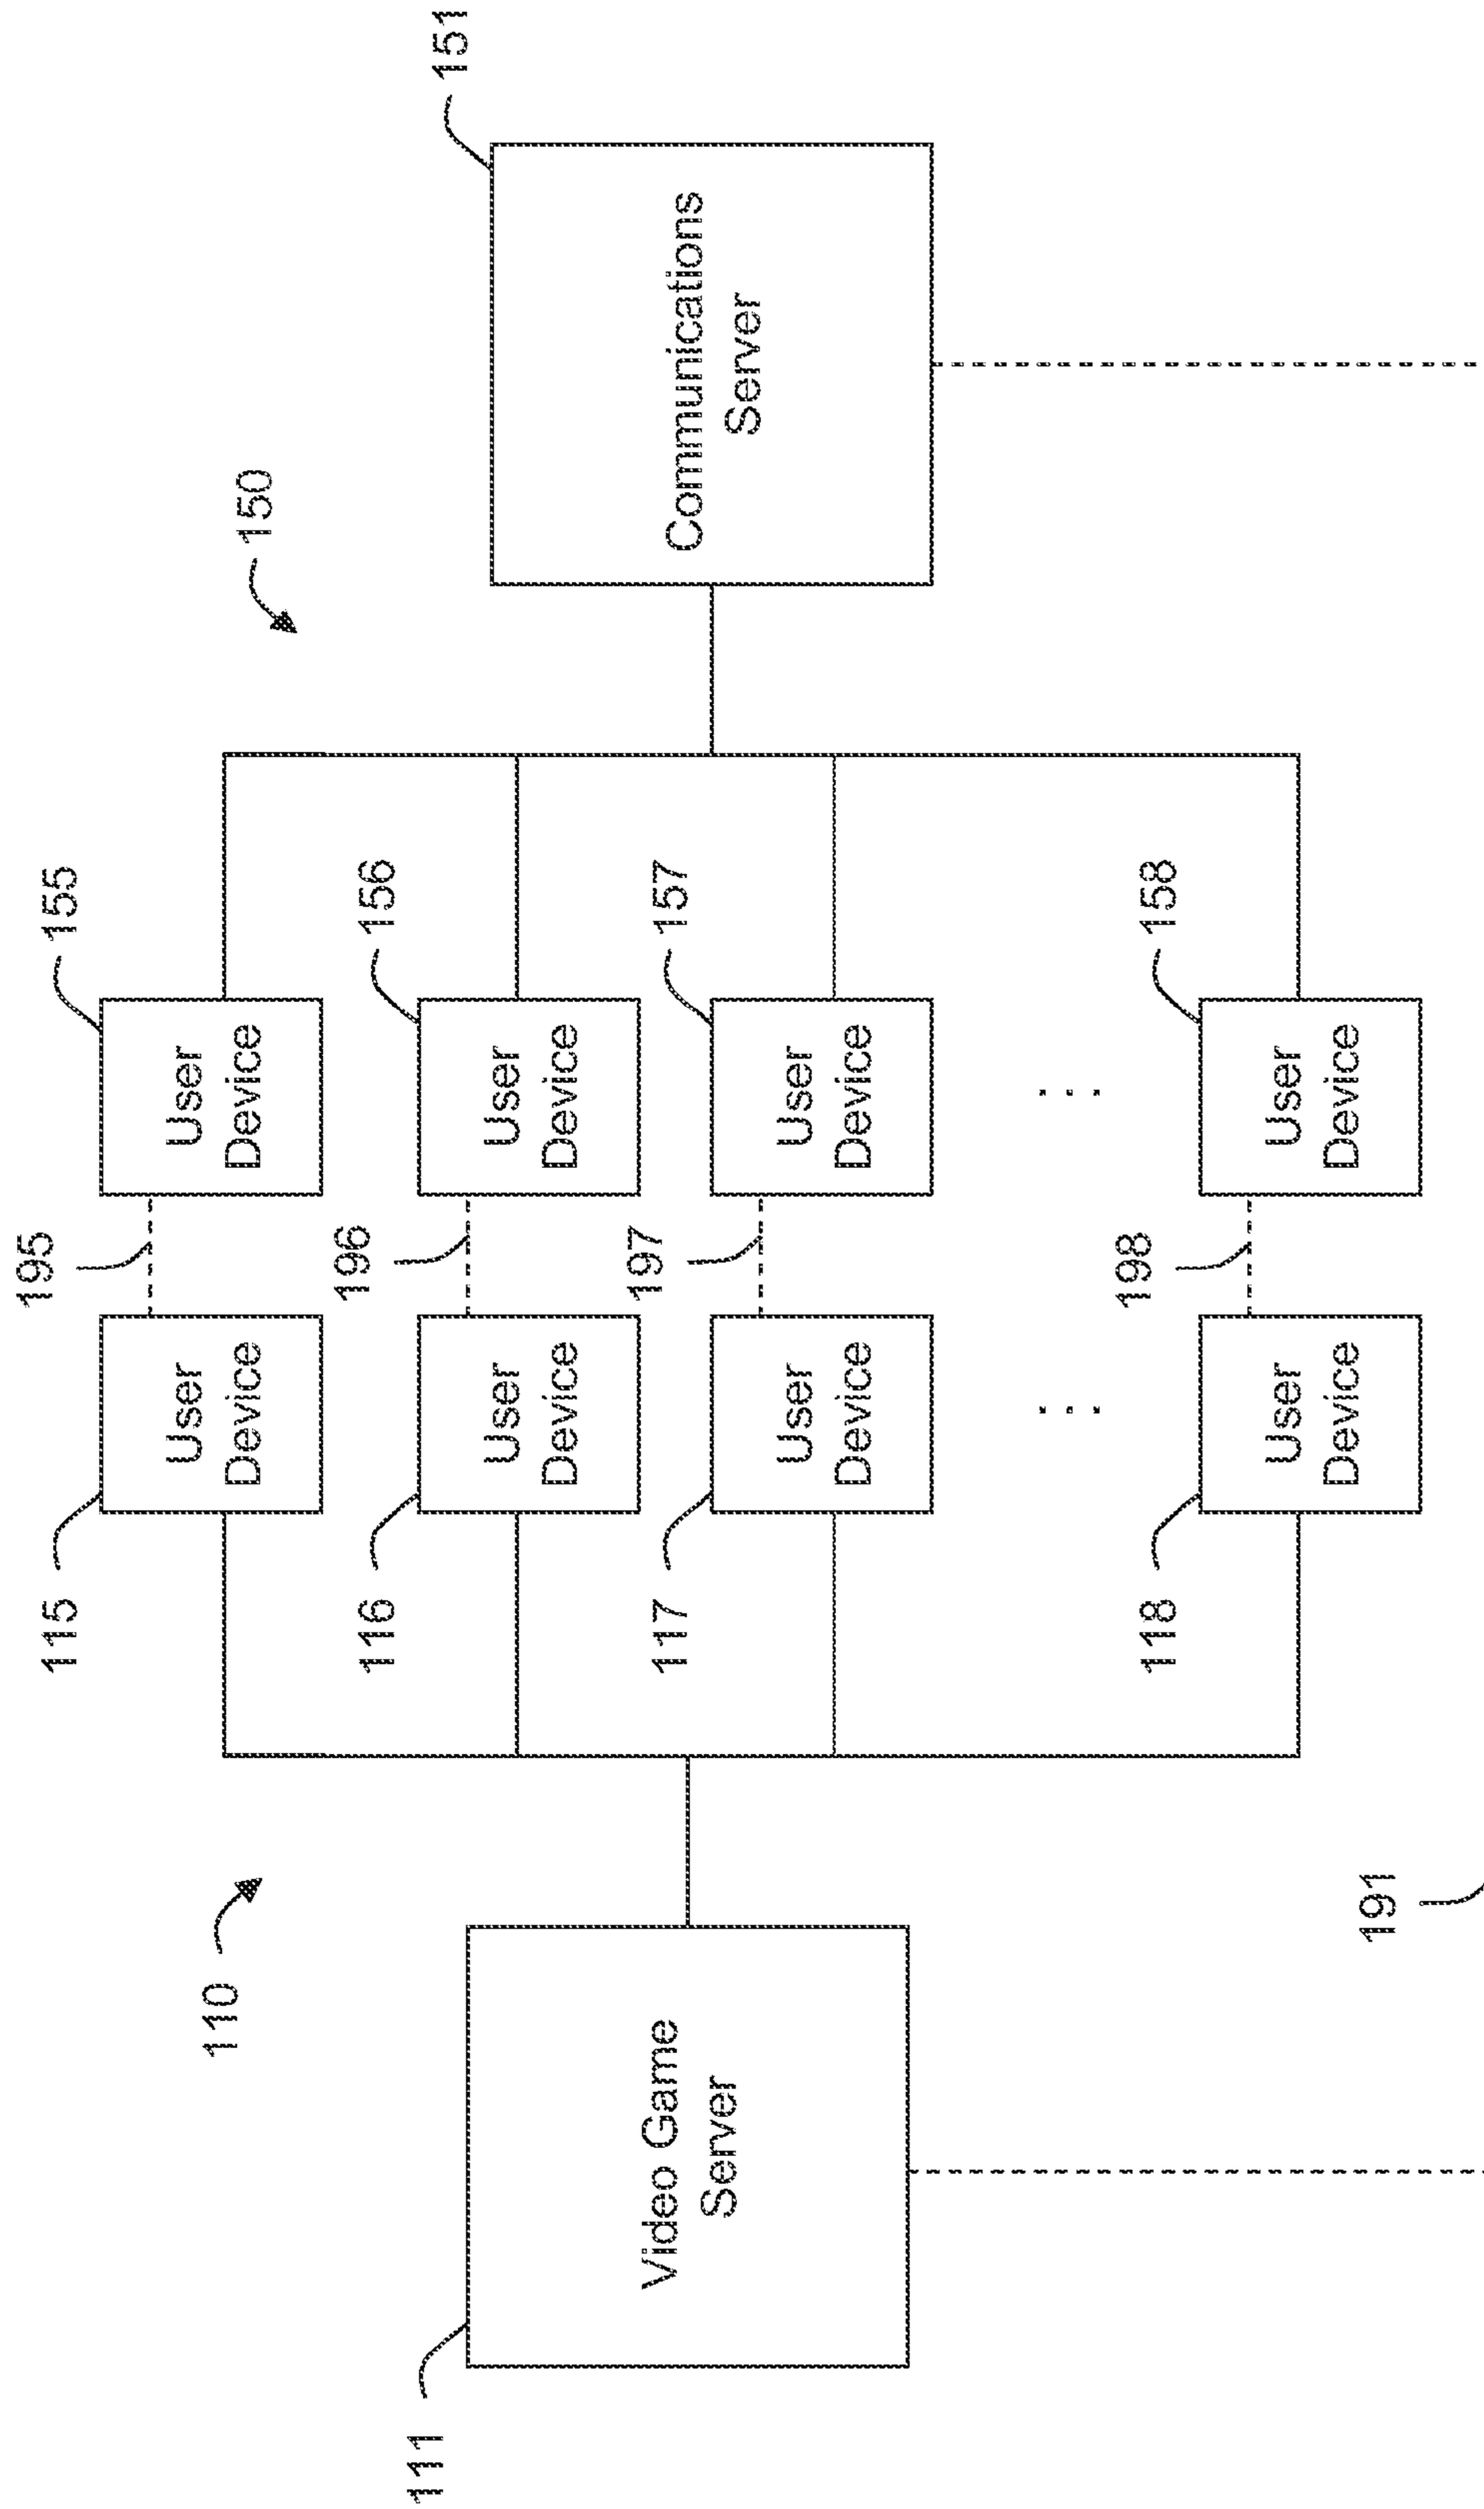 195
115
155
User
Device
User
Device
110
150
196
116
156
User
Device
User
Device
111
151
197
117
157
Video Game
Server
User
Device
User
Device
Communications
Server
. . .
. . .
198
118
158
User
Device
User
Device
191